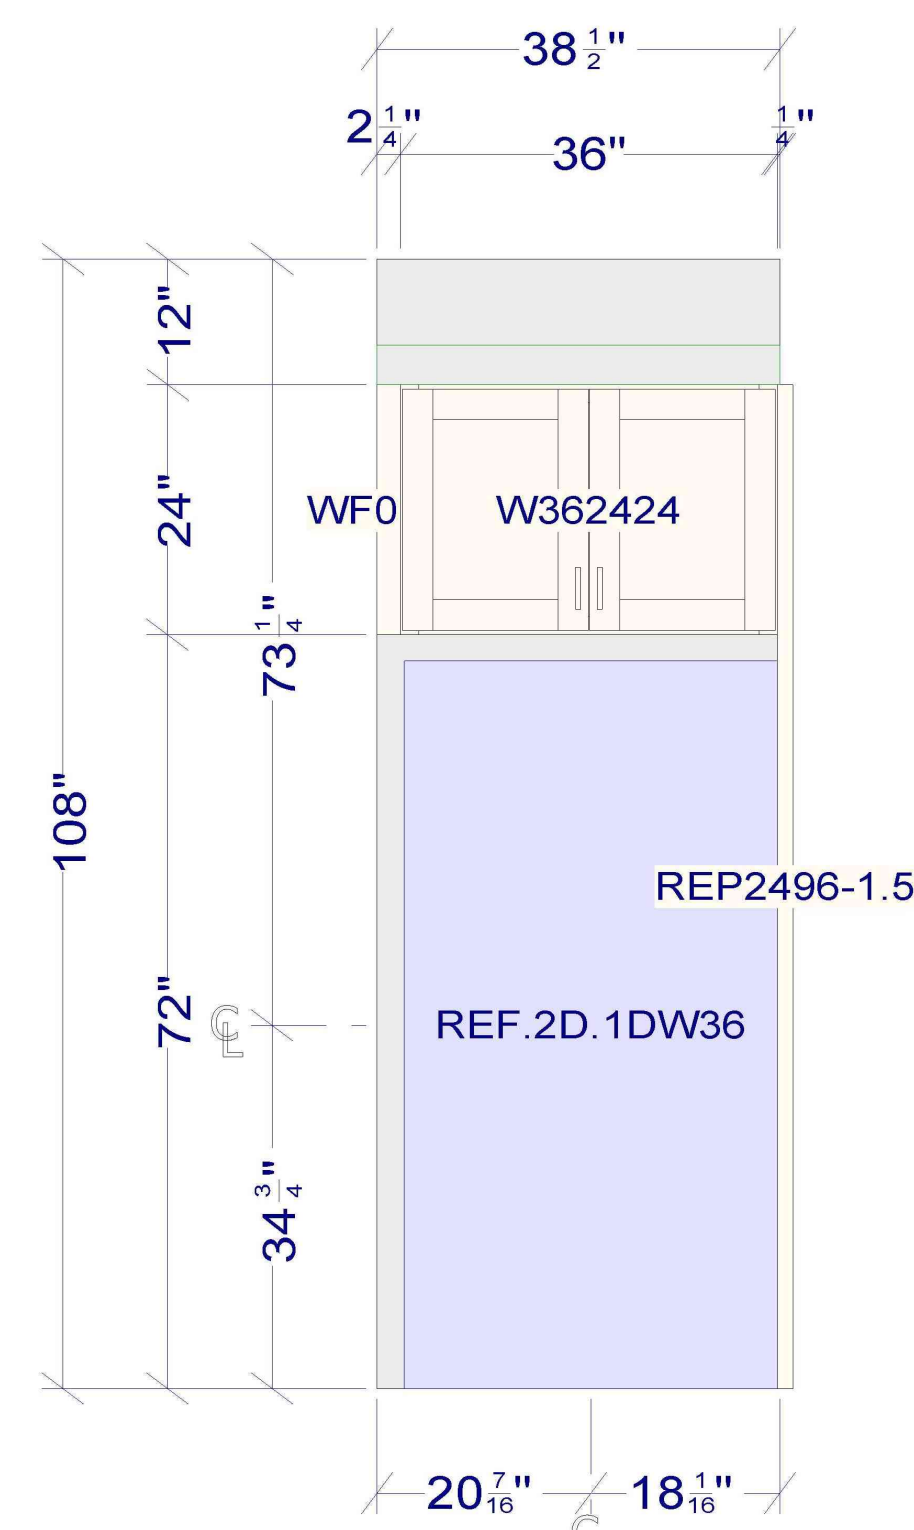 38 1/2"
2 1/4"
36"
1/4"
12"
24"
WF0
W362424
73 1/4"
108"
REP2496-1.5
72"
CL
REF.2D.1DW36
34 3/4"
20 7/16"
18 1/16"
C